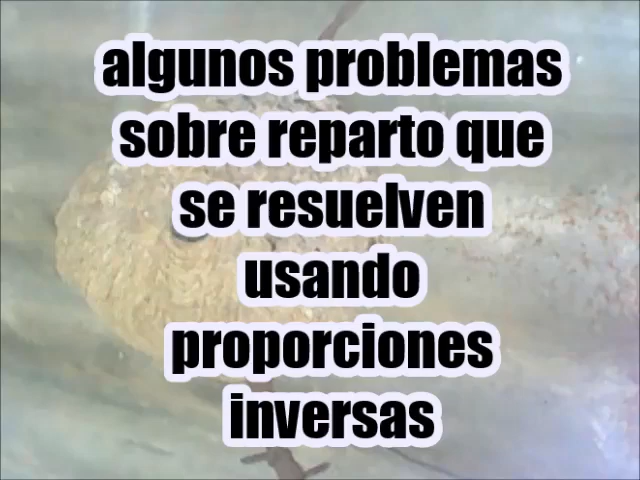 algunos problemas
sobre reparto que
se resuelven
usando
proporciones
inversas